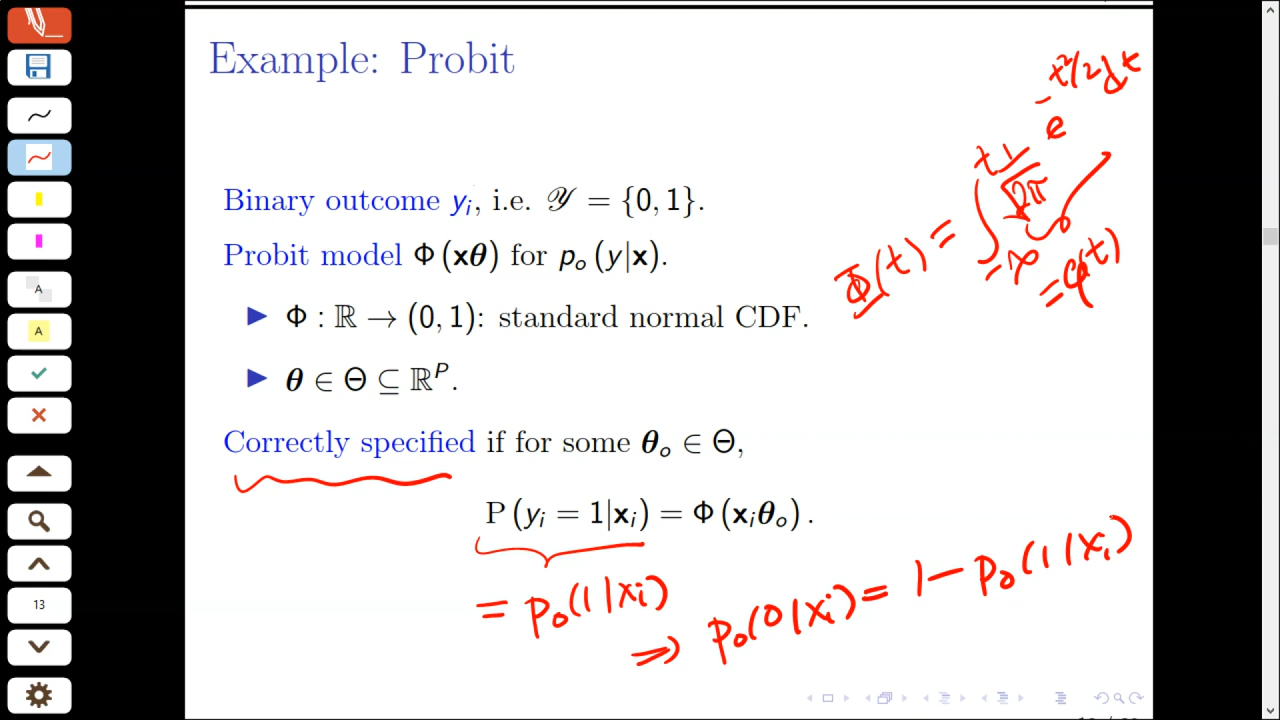 Example: Probit
Binary outcome yᵢ, i.e. 𝒴 = {0, 1}.
Probit model Φ (xθ) for pₒ (y|x).
▶ Φ : ℝ → (0, 1): standard normal CDF.
▶ θ ∈ Θ ⊆ ℝᴾ.
Φ(t) = ∫_{-∞}^{t} 1/√2π e^{-t²/2} dt
= φ(t)
Correctly specified if for some θₒ ∈ Θ,
P (yᵢ = 1|xᵢ) = Φ (xᵢθₒ) .
= pₒ(1|xᵢ)
⇒ pₒ(0|xᵢ) = 1 − pₒ(1|xᵢ)
A
A
13